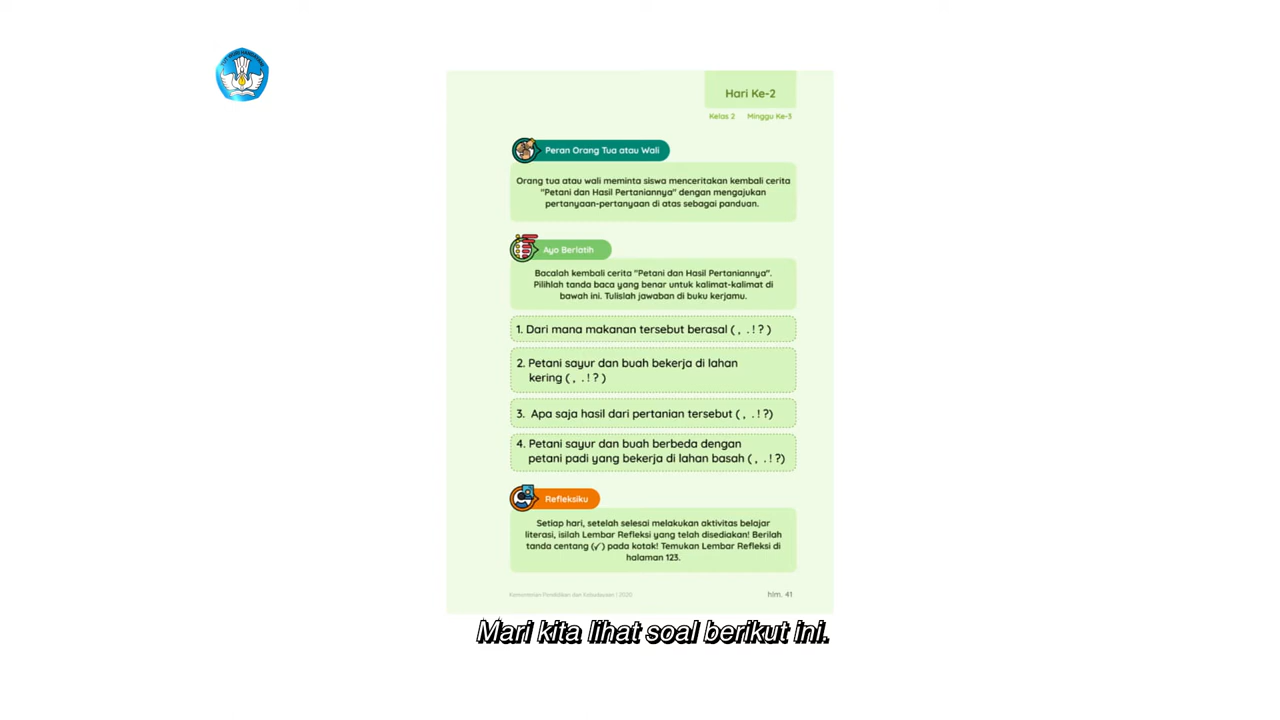 Hari Ke-2
Kelas 2 Minggu Ke-3
Peran Orang Tua atau Wali
Orang tua atau wali meminta siswa menceritakan kembali cerita
"Petani dan Hasil Pertaniannya" dengan mengajukan
pertanyaan-pertanyaan di atas sebagai panduan.
Ayo Berlatih
Bacalah kembali cerita "Petani dan Hasil Pertaniannya".
Pilihlah tanda baca yang benar untuk kalimat-kalimat di
bawah ini. Tulislah jawaban di buku kerjamu.
1. Dari mana makanan tersebut berasal ( , . ! ? )
2. Petani sayur dan buah bekerja di lahan
kering ( , . ! ? )
3. Apa saja hasil dari pertanian tersebut ( , . ! ?)
4. Petani sayur dan buah berbeda dengan
petani padi yang bekerja di lahan basah ( , . ! ?)
Refleksiku
Setiap hari, setelah selesai melakukan aktivitas belajar
literasi, isilah Lembar Refleksi yang telah disediakan! Berilah
tanda centang (✓) pada kotak! Temukan Lembar Refleksi di
halaman 123.
Kementerian Pendidikan dan Kebudayaan | 2020 hlm. 41
Mari kita lihat soal berikut ini.